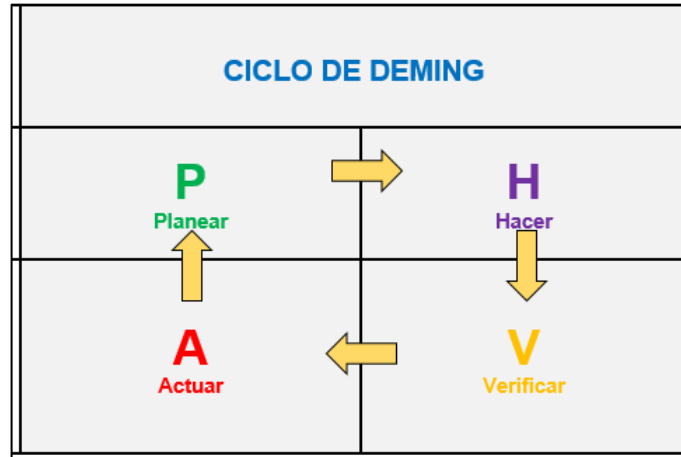 CICLO DE DEMING
P
Planear
H
Hacer
A
Actuar
V
Verificar